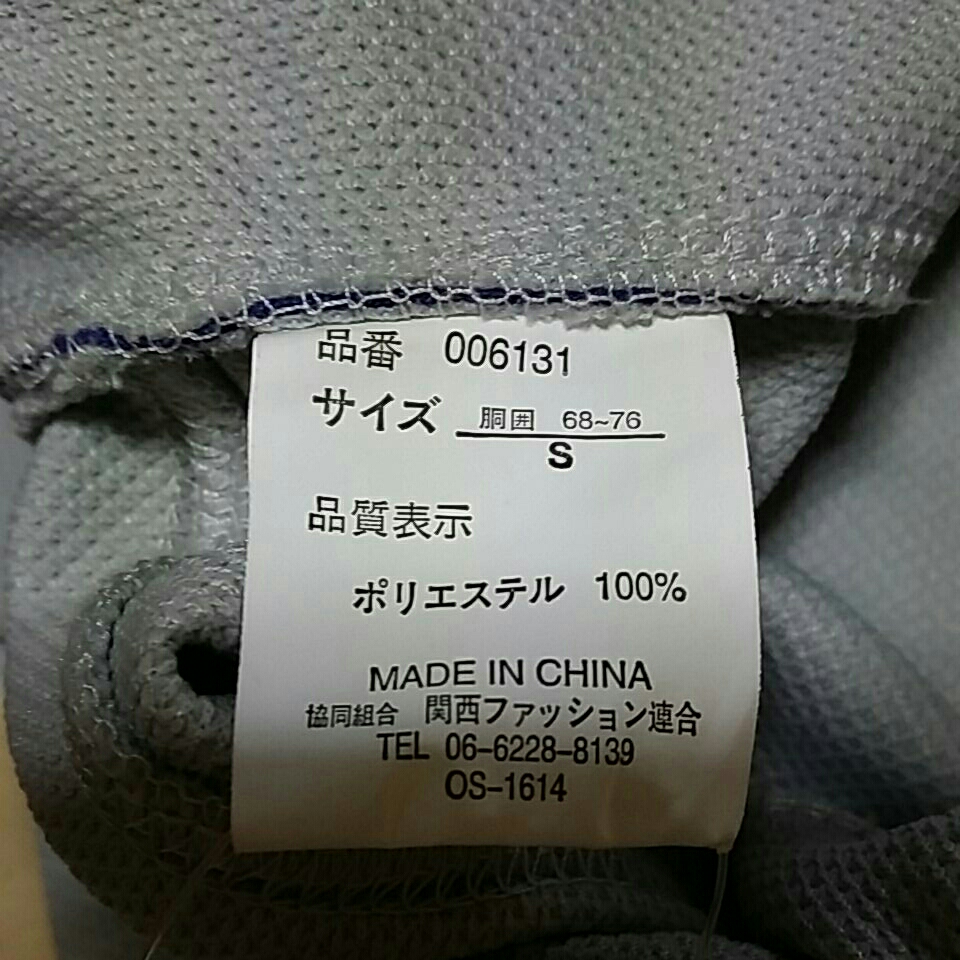 品番 006131
サイズ 胴囲 68~76
S
品質表示
ポリエステル 100%
MADE IN CHINA
協同組合 関西ファッション連合
TEL 06-6228-8139
OS-1614